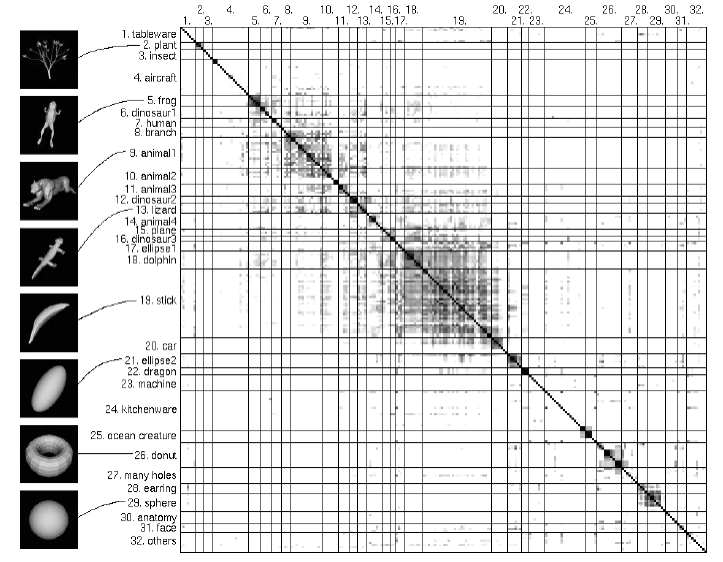 2. 4. 6. 8. 10. 12. 14. 16. 18. 20. 22. 24. 26. 28. 30. 32.
1. 3. 5. 7. 9. 11. 13. 15. 17. 19. 21. 23. 25. 27. 29. 31.
1. tableware
2. plant
3. insect
4. aircraft
5. frog
6. dinosaur1
7. human
8. branch
9. animal1
10. animal2
11. animal3
12. dinosaur2
13. lizard
14. animal4
15. plane
16. dinosaur3
17. ellipse1
18. dolphin
19. stick
20. car
21. ellipse2
22. dragon
23. machine
24. kitchenware
25. ocean creature
26. donut
27. many holes
28. earring
29. sphere
30. anatomy
31. face
32. others